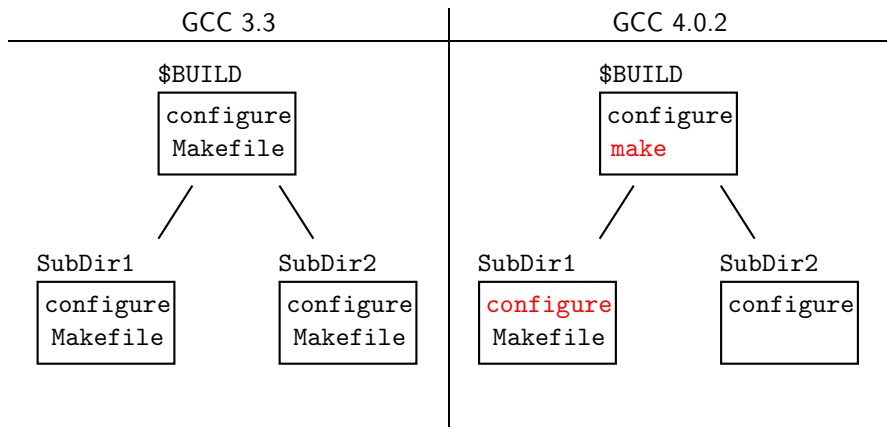 GCC 3.3
GCC 4.0.2
$BUILD
configure
Makefile
SubDir1
configure
Makefile
SubDir2
configure
Makefile
$BUILD
configure
make
SubDir1
configure
Makefile
SubDir2
configure